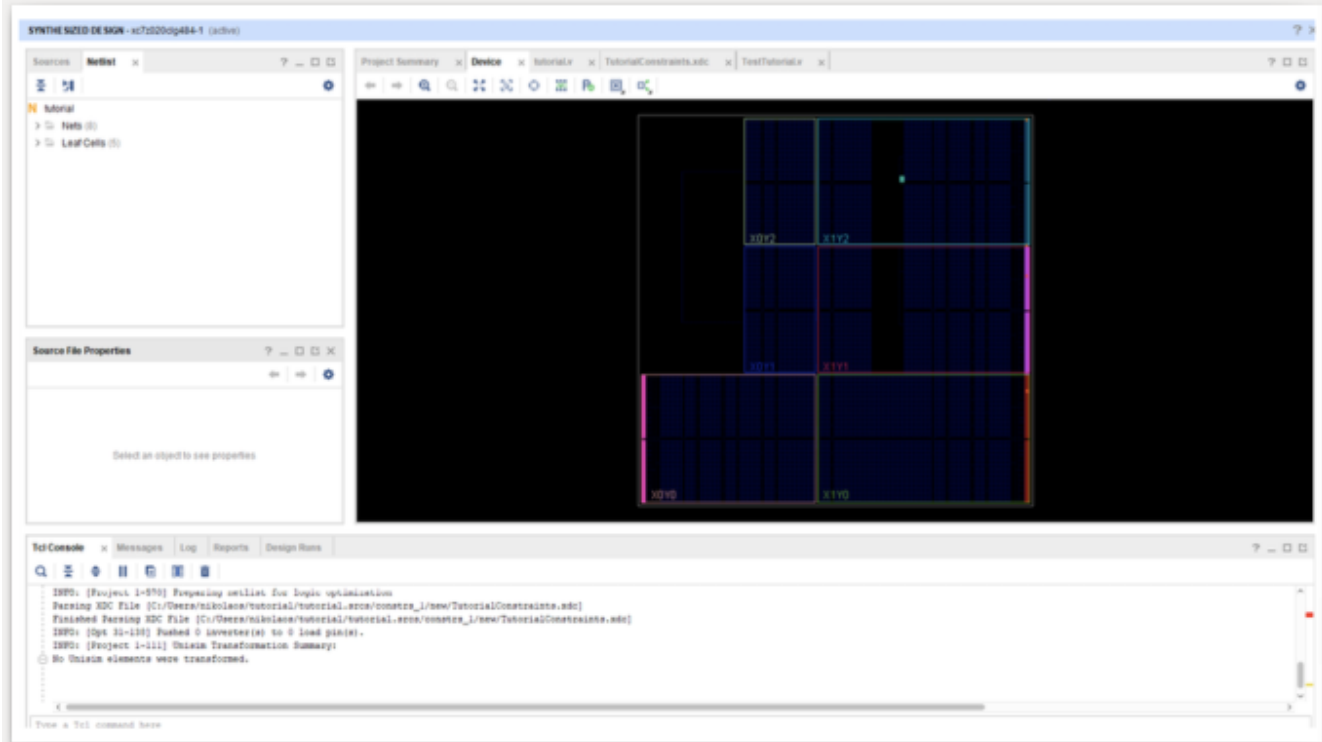 SYNTHESIZED DESIGN - xc7z020clg484-1 (active)
Sources Netlist
Project Summary Device tutorial.v TutorialConstraints.xdc TestTutorial.v
N tutorial
Nets (8)
Leaf Cells (5)
X0Y2 X1Y2
X0Y1 X1Y1
X0Y0 X1Y0
Source File Properties
Select an object to see properties
Tcl Console Messages Log Reports Design Runs
INFO: [Project 1-570] Preparing netlist for logic optimization
Parsing XDC File [C:/Users/nikolaos/tutorial/tutorial.srcs/constrs_1/new/TutorialConstraints.xdc]
Finished Parsing XDC File [C:/Users/nikolaos/tutorial/tutorial.srcs/constrs_1/new/TutorialConstraints.xdc]
INFO: [Opt 31-138] Pushed 0 inverter(s) to 0 load pin(s).
INFO: [Project 1-111] Unisim Transformation Summary:
No Unisim elements were transformed.
Type a Tcl command here